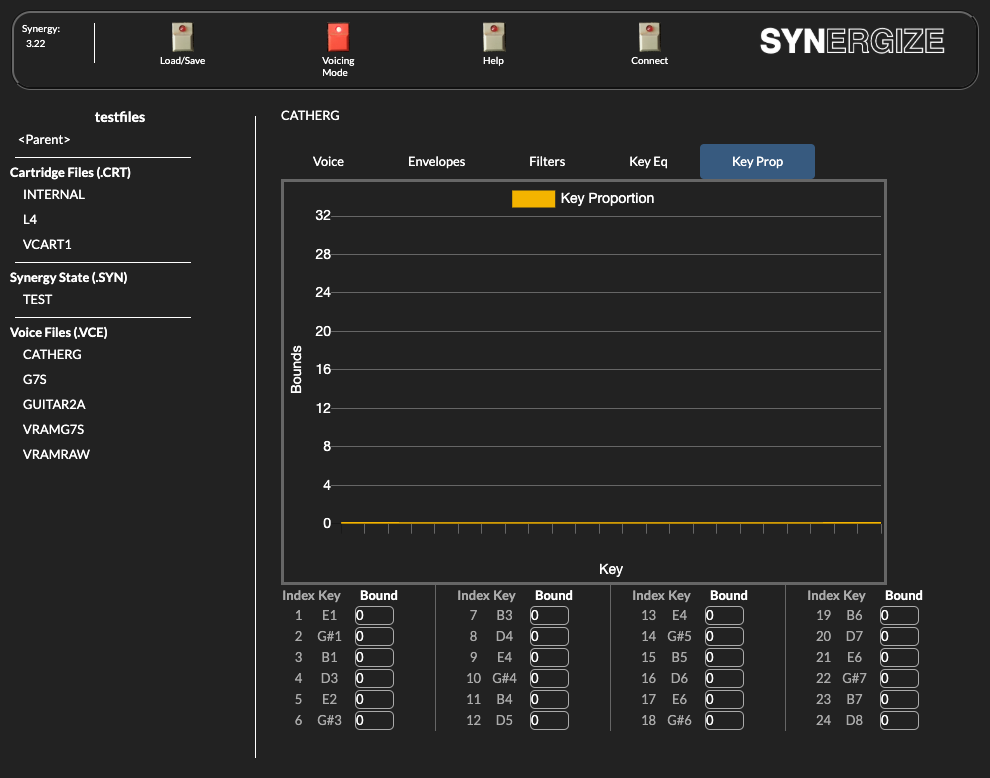 Synergy:
3.22
Load/Save
Voicing
Mode
Help
Connect
SYNERGIZE
testfiles
<Parent>
Cartridge Files (.CRT)
INTERNAL
L4
VCART1
Synergy State (.SYN)
TEST
Voice Files (.VCE)
CATHERG
G7S
GUITAR2A
VRAMG7S
VRAMRAW
CATHERG
Voice Envelopes Filters Key Eq Key Prop
Key Proportion
32
28
24
20
16
12
8
4
0
Bounds
Key
Index Key Bound Index Key Bound Index Key Bound Index Key Bound
1 E1 0 7 B3 0 13 E4 0 19 B6 0
2 G#1 0 8 D4 0 14 G#5 0 20 D7 0
3 B1 0 9 E4 0 15 B5 0 21 E6 0
4 D3 0 10 G#4 0 16 D6 0 22 G#7 0
5 E2 0 11 B4 0 17 E6 0 23 B7 0
6 G#3 0 12 D5 0 18 G#6 0 24 D8 0